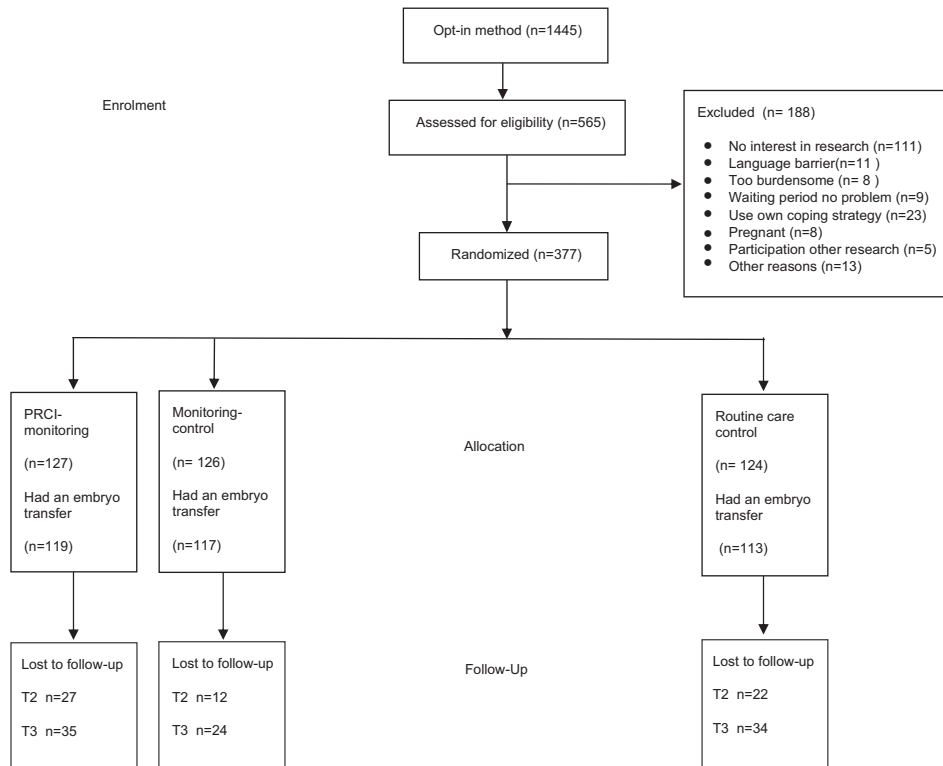 Opt-in method (n=1445)
Enrolment
Assessed for eligibility (n=565)
Excluded (n= 188)
● No interest in research (n=111)
● Language barrier(n=11 )
● Too burdensome (n= 8 )
● Waiting period no problem (n=9)
● Use own coping strategy (n=23)
● Pregnant (n=8)
● Participation other research (n=5)
● Other reasons (n=13)
Randomized (n=377)
PRCI-
monitoring
(n=127)
Had an embryo
transfer
(n=119)
Monitoring-
control
(n= 126)
Had an embryo
transfer
(n=117)
Allocation
Routine care
control
(n= 124)
Had an embryo
transfer
(n=113)
Lost to follow-up
T2 n=27
T3 n=35
Lost to follow-up
T2 n=12
T3 n=24
Follow-Up
Lost to follow-up
T2 n=22
T3 n=34